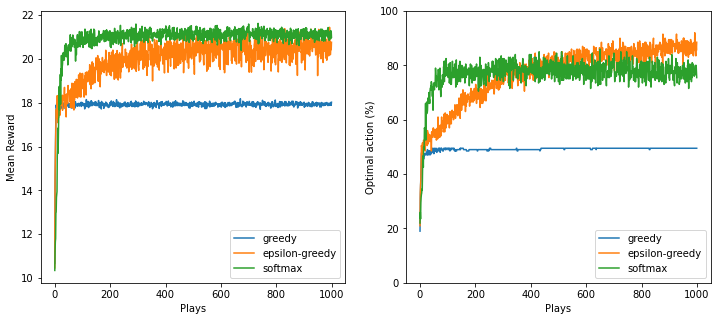 Mean Reward
22
20
18
16
14
12
10
0
200
400
600
800
1000
Plays
greedy
epsilon-greedy
softmax
Optimal action (%)
100
80
60
40
20
0
0
200
400
600
800
1000
Plays
greedy
epsilon-greedy
softmax